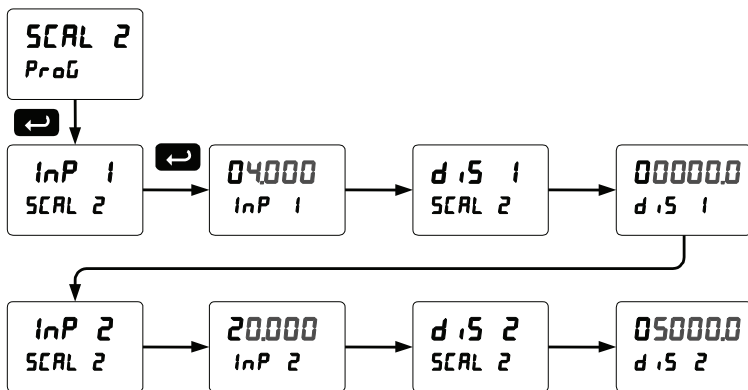 SCAL 2
ProG
InP 1
SCAL 2
04.000
InP 1
diS 1
SCAL 2
00000.0
diS 1
InP 2
SCAL 2
20.000
InP 2
diS 2
SCAL 2
05000.0
diS 2